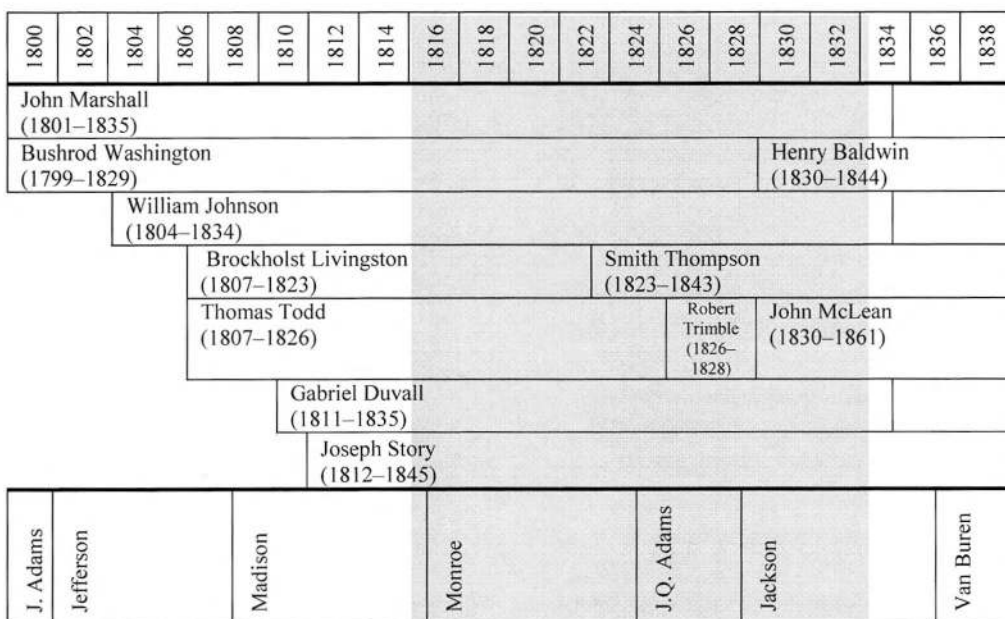 1800 1802 1804 1806 1808 1810 1812 1814 1816 1818 1820 1822 1824 1826 1828 1830 1832 1834 1836 1838
John Marshall
(1801–1835)
Bushrod Washington
(1799–1829)
Henry Baldwin
(1830–1844)
William Johnson
(1804–1834)
Brockholst Livingston
(1807–1823)
Smith Thompson
(1823–1843)
Thomas Todd
(1807–1826)
Robert
Trimble
(1826–
1828)
John McLean
(1830–1861)
Gabriel Duvall
(1811–1835)
Joseph Story
(1812–1845)
J. Adams
Jefferson
Madison
Monroe
J.Q. Adams
Jackson
Van Buren